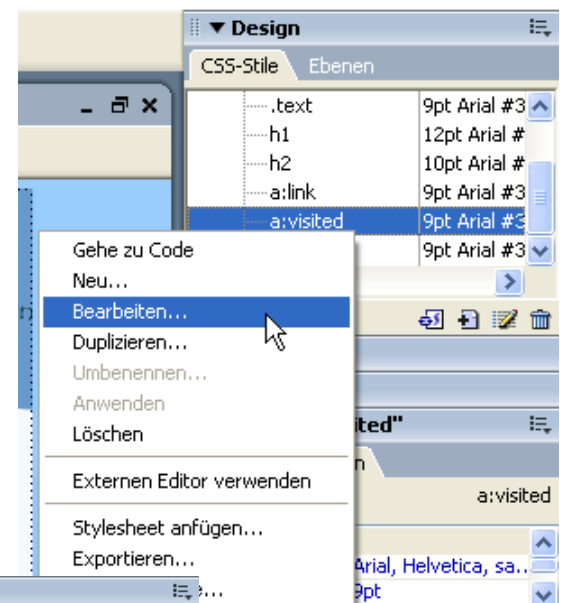 Design
CSS-Stile Ebenen
.text 9pt Arial #3
h1 12pt Arial #
h2 10pt Arial #
a:link 9pt Arial #3
a:visited 9pt Arial #3
9pt Arial #3
Gehe zu Code
Neu...
Bearbeiten...
Duplizieren...
Umbenennen...
Anwenden
Löschen
Externen Editor verwenden
Stylesheet anfügen...
Exportieren...
ited"
n
a:visited
Arial, Helvetica, sa..
9pt